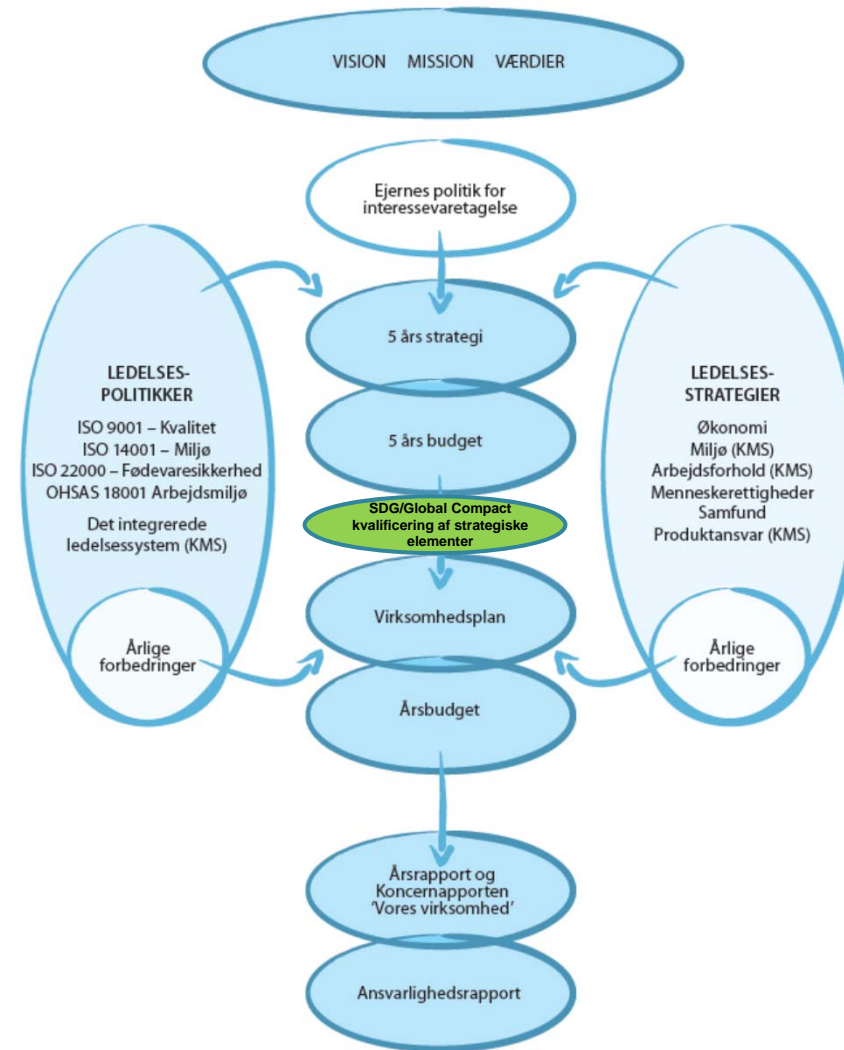 VISION MISSION VÆRDIER
Ejernes politik for
interessevaretagelse
5 års strategi
5 års budget
LEDELSES-
POLITIKKER
ISO 9001 – Kvalitet
ISO 14001 – Miljø
ISO 22000 – Fødevaresikkerhed
OHSAS 18001 Arbejdsmiljø
Det integrerede
ledelsessystem (KMS)
Årlige
forbedringer
LEDELSES-
STRATEGIER
Økonomi
Miljø (KMS)
Arbejdsforhold (KMS)
Menneskerettigheder
Samfund
Produktansvar (KMS)
Årlige
forbedringer
SDG/Global Compact
kvalificering af strategiske
elementer
Virksomhedsplan
Årsbudget
Årsrapport og
Koncernapporten
'Vores virksomhed'
Ansvarlighedsrapport